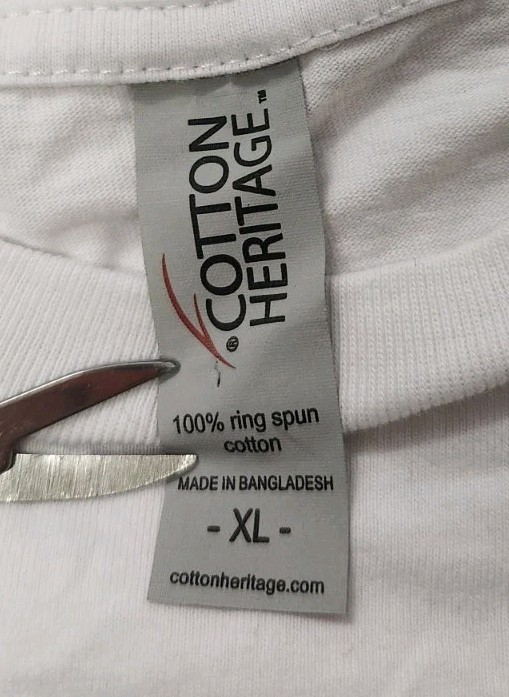 ® COTTON
HERITAGE™
100% ring spun
cotton
MADE IN BANGLADESH
- XL -
cottonheritage.com